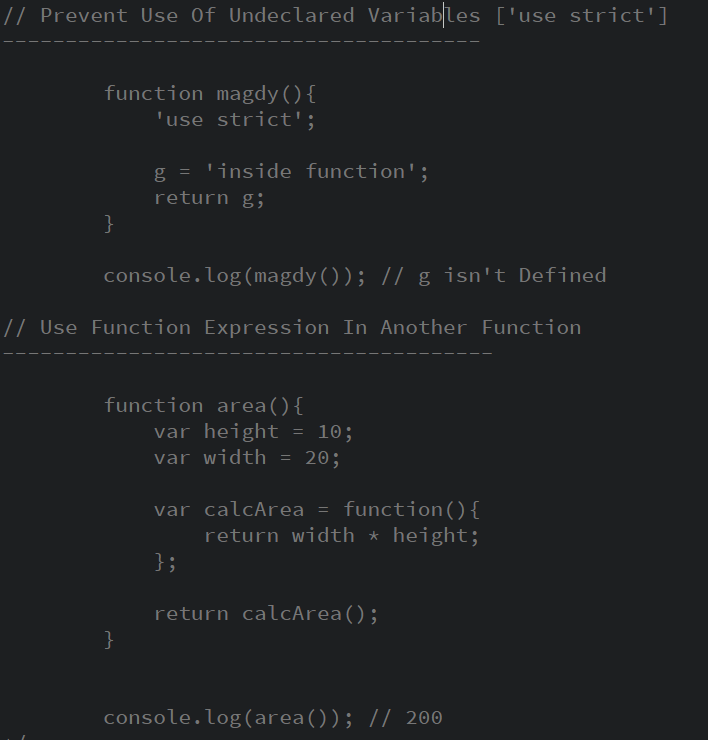 // Prevent Use Of Undeclared Variables ['use strict']
--------------------------------------
function magdy(){
'use strict';
g = 'inside function';
return g;
}
console.log(magdy()); // g isn't Defined
// Use Function Expression In Another Function
---------------------------------------
function area(){
var height = 10;
var width = 20;
var calcArea = function(){
return width * height;
};
return calcArea();
}
console.log(area()); // 200